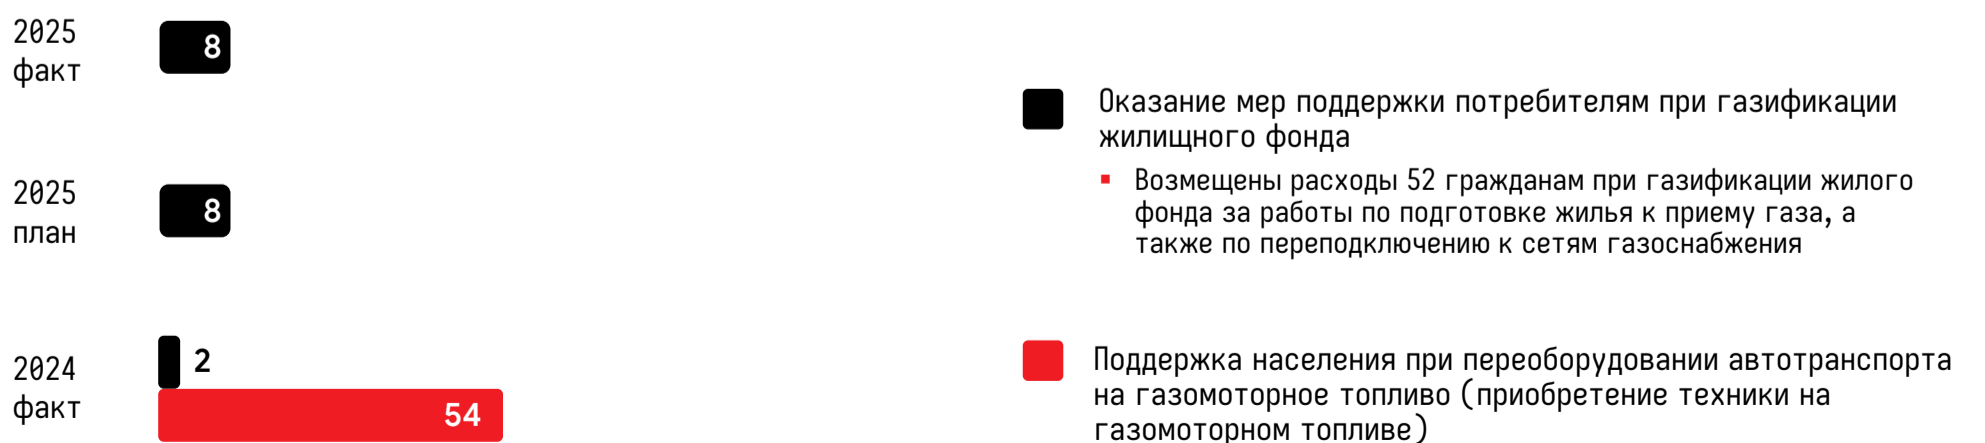 2025
факт
8
2025
план
8
2024
факт
2
54
Оказание мер поддержки потребителям при газификации
жилищного фонда
Возмещены расходы 52 гражданам при газификации жилого
фонда за работы по подготовке жилья к приему газа, а
также по переподключению к сетям газоснабжения
Поддержка населения при переоборудовании автотранспорта
на газомоторное топливо (приобретение техники на
газомоторном топливе)